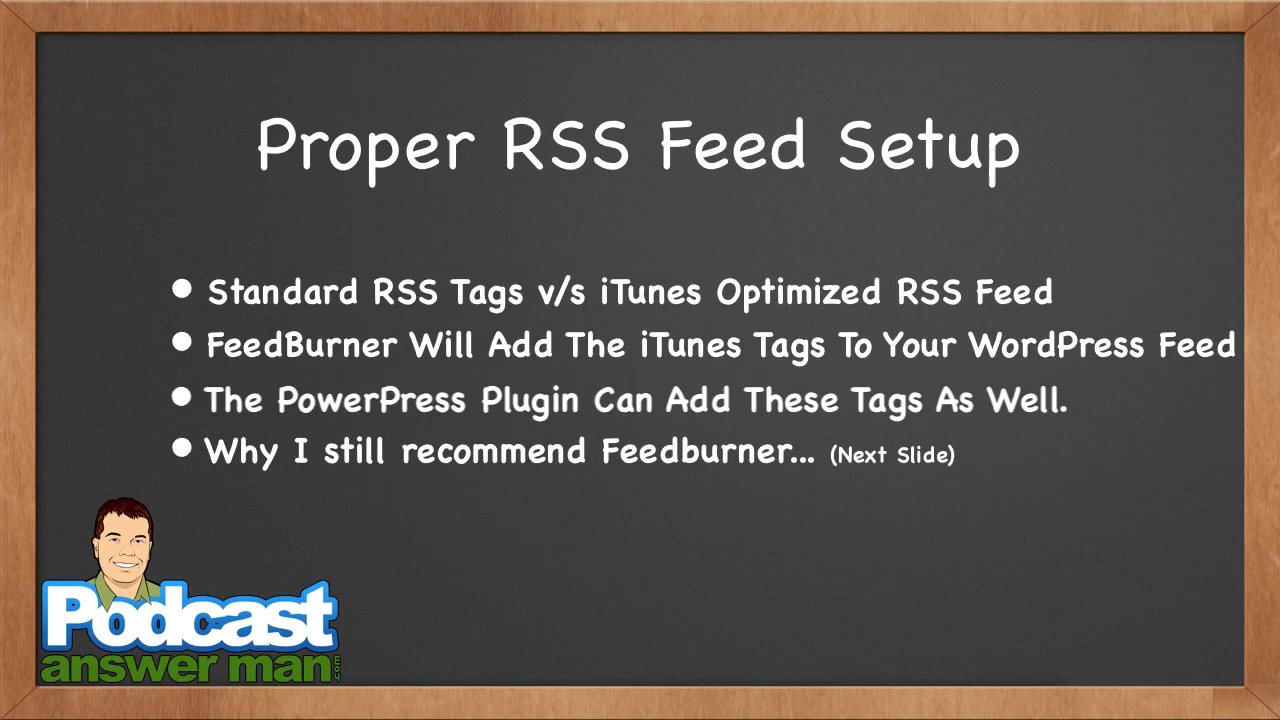 Proper RSS Feed Setup
• Standard RSS Tags v/s iTunes Optimized RSS Feed
• FeedBurner Will Add The iTunes Tags To Your WordPress Feed
• The PowerPress Plugin Can Add These Tags As Well.
• Why I still recommend Feedburner... (Next Slide)
Podcast
answer man.com